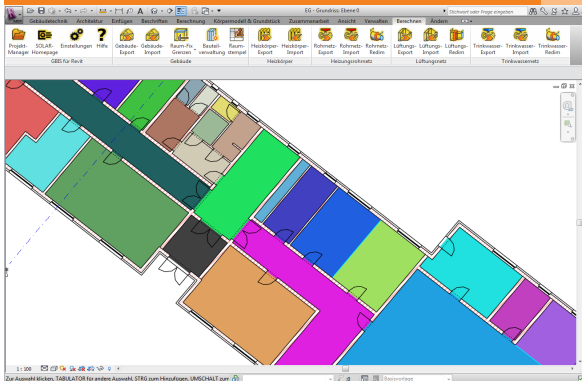 EG - Grundriss: Ebene 0
Stichwort oder Frage eingeben
Gebäudetechnik Architektur Einfügen Beschriften Berechnung Körpermodell & Grundstück Zusammenarbeit Ansicht Verwalten Berechnen Ändern
Projekt-Manager SOLAR-Homepage Einstellungen Hilfe
Gebäude-Export Gebäude-Import Raum-Fix Grenzen Bauteil-verwaltung Raum-stempel
Heizkörper-Export Heizkörper-Import
Rohrnetz-Export Rohrnetz-Import Rohrnetz-Redim
Lüftungs-Export Lüftungs-Import Lüftungs-Redim
Trinkwasser-Export Trinkwasser-Import Trinkwasser-Redim
GBIS für Revit Gebäude Heizkörper Heizungsrohrnetz Lüftungsnetz Trinkwassernetz
1 : 100
Zur Auswahl klicken, TABULATOR für andere Auswahl, STRG zum Hinzufügen, UMSCHALT zum
:0
Basisvorlage